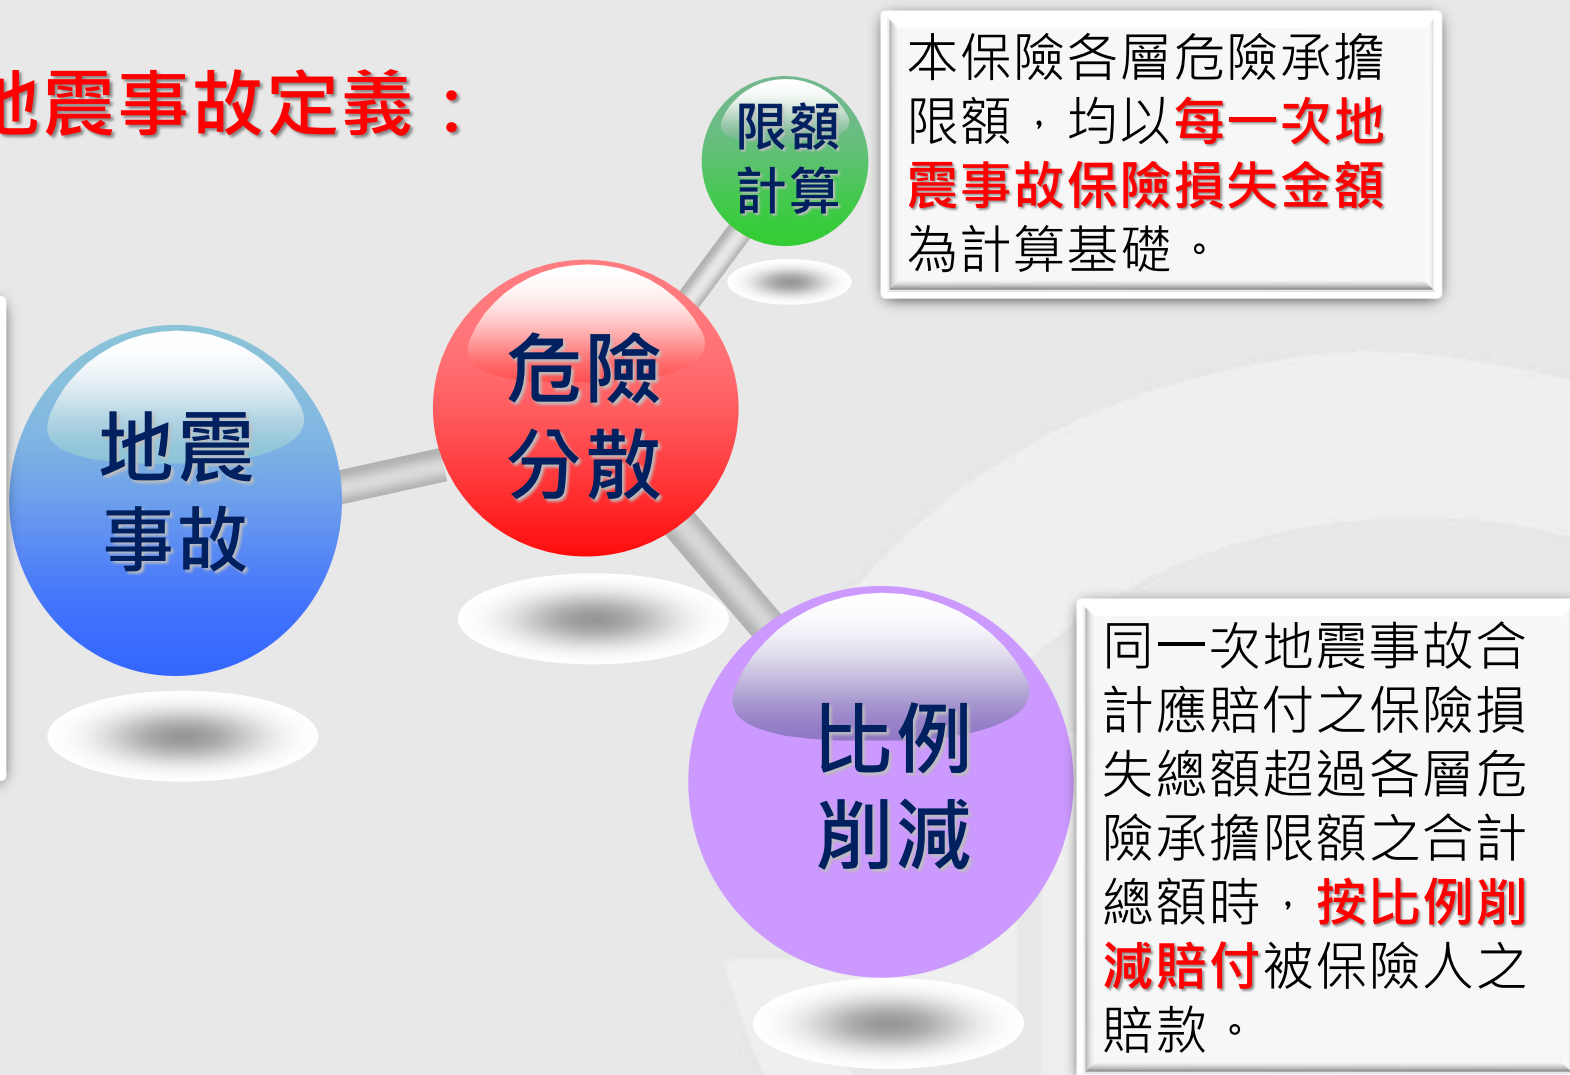 地震事故定義：
本保險各層危險承擔
限額，均以每一次地
震事故保險損失金額
為計算基礎。
限額
計算
危險
分散
地震
事故
比例
削減
同一次地震事故合
計應賠付之保險損
失總額超過各層危
險承擔限額之合計
總額時，按比例削
減賠付被保險人之
賠款。